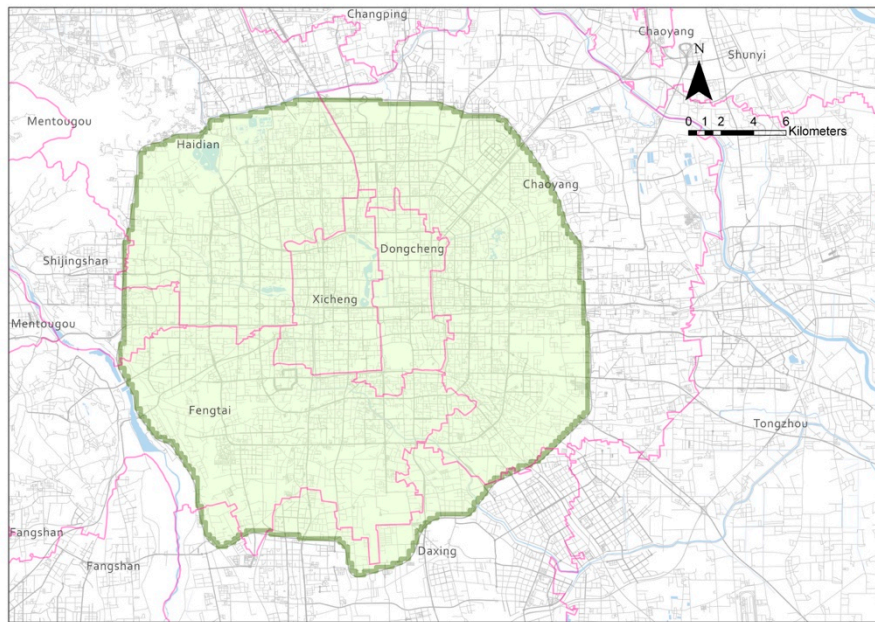 Changping
Chaoyang
N
Shunyi
Mentougou
0 1 2 4 6
Kilometers
Haidian
Chaoyang
Dongcheng
Shijingshan
Xicheng
Mentougou
Fengtai
Tongzhou
Fangshan
Daxing
Fangshan